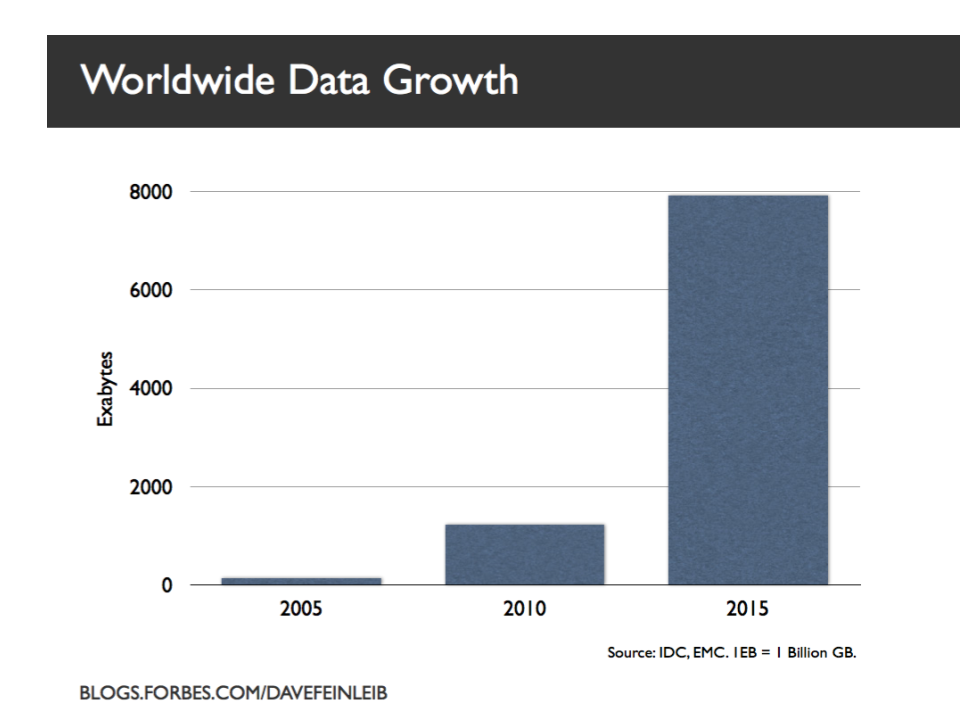 Worldwide Data Growth
8000
6000
4000
2000
0
Exabytes
2005 2010 2015
Source: IDC, EMC. 1EB = 1 Billion GB.
BLOGS.FORBES.COM/DAVEFEINLEIB